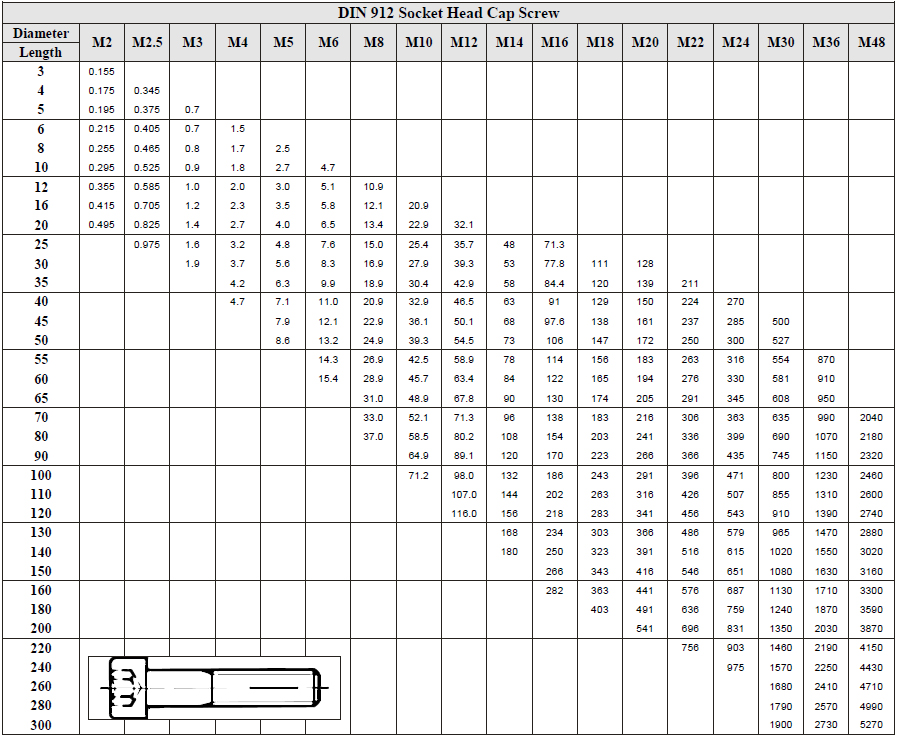 DIN 912 Socket Head Cap Screw
Diameter M2 M2.5 M3 M4 M5 M6 M8 M10 M12 M14 M16 M18 M20 M22 M24 M30 M36 M48
Length
3 0.155
4 0.175 0.345
5 0.195 0.375 0.7
6 0.215 0.405 0.7 1.5
8 0.255 0.465 0.8 1.7 2.5
10 0.295 0.525 0.9 1.8 2.7 4.7
12 0.355 0.585 1.0 2.0 3.0 5.1 10.9
16 0.415 0.705 1.2 2.3 3.5 5.8 12.1 20.9
20 0.495 0.825 1.4 2.7 4.0 6.5 13.4 22.9 32.1
25 0.975 1.6 3.2 4.8 7.6 15.0 25.4 35.7 48 71.3
30 1.9 3.7 5.6 8.3 16.9 27.9 39.3 53 77.8 111 128
35 4.2 6.3 9.9 18.9 30.4 42.9 58 84.4 120 139 211
40 4.7 7.1 11.0 20.9 32.9 46.5 63 91 129 150 224 270
45 7.9 12.1 22.9 36.1 50.1 68 97.6 138 161 237 285 500
50 8.6 13.2 24.9 39.3 54.5 73 106 147 172 250 300 527
55 14.3 26.9 42.5 58.9 78 114 156 183 263 316 554 870
60 15.4 28.9 45.7 63.4 84 122 165 194 276 330 581 910
65 31.0 48.9 67.8 90 130 174 205 291 345 608 950
70 33.0 52.1 71.3 96 138 183 216 306 363 635 990 2040
80 37.0 58.5 80.2 108 154 203 241 336 399 690 1070 2180
90 64.9 89.1 120 170 223 266 366 435 745 1150 2320
100 71.2 98.0 132 186 243 291 396 471 800 1230 2460
110 107.0 144 202 263 316 426 507 855 1310 2600
120 116.0 156 218 283 341 456 543 910 1390 2740
130 168 234 303 366 486 579 965 1470 2880
140 180 250 323 391 516 615 1020 1550 3020
150 266 343 416 546 651 1080 1630 3160
160 282 363 441 576 687 1130 1710 3300
180 403 491 636 759 1240 1870 3590
200 541 696 831 1350 2030 3870
220 756 903 1460 2190 4150
240 975 1570 2250 4430
260 1680 2410 4710
280 1790 2570 4990
300 1900 2730 5270